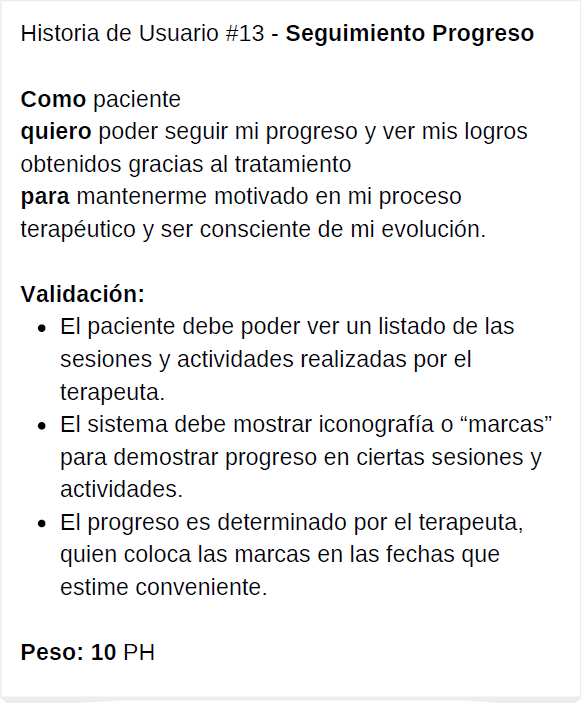 Historia de Usuario #13 - Seguimiento Progreso
Como paciente
quiero poder seguir mi progreso y ver mis logros
obtenidos gracias al tratamiento
para mantenerme motivado en mi proceso
terapéutico y ser consciente de mi evolución.
Validación:
• El paciente debe poder ver un listado de las
sesiones y actividades realizadas por el
terapeuta.
• El sistema debe mostrar iconografía o “marcas”
para demostrar progreso en ciertas sesiones y
actividades.
• El progreso es determinado por el terapeuta,
quien coloca las marcas en las fechas que
estime conveniente.
Peso: 10 PH